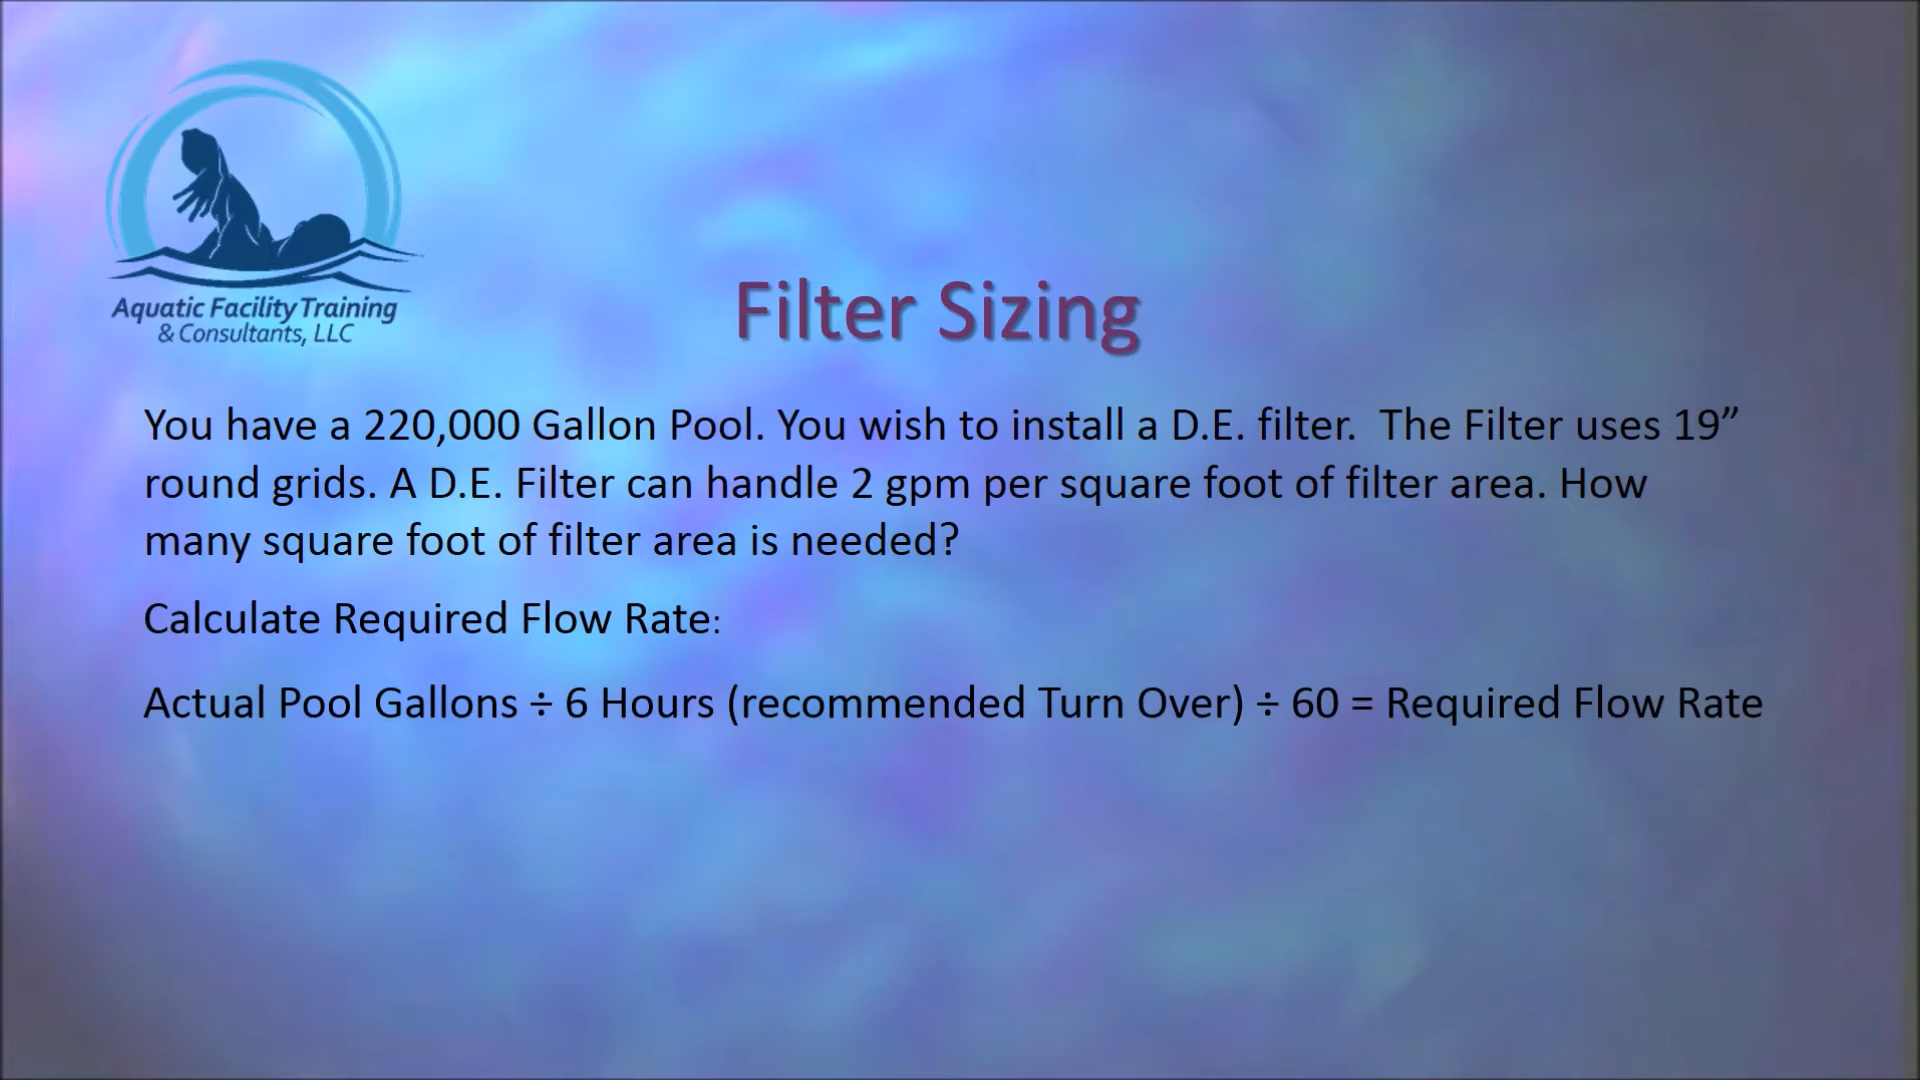 Aquatic Facility Training
& Consultants, LLC
Filter Sizing
You have a 220,000 Gallon Pool. You wish to install a D.E. filter.  The Filter uses 19”
round grids. A D.E. Filter can handle 2 gpm per square foot of filter area. How
many square foot of filter area is needed?
Calculate Required Flow Rate:
Actual Pool Gallons ÷ 6 Hours (recommended Turn Over) ÷ 60 = Required Flow Rate